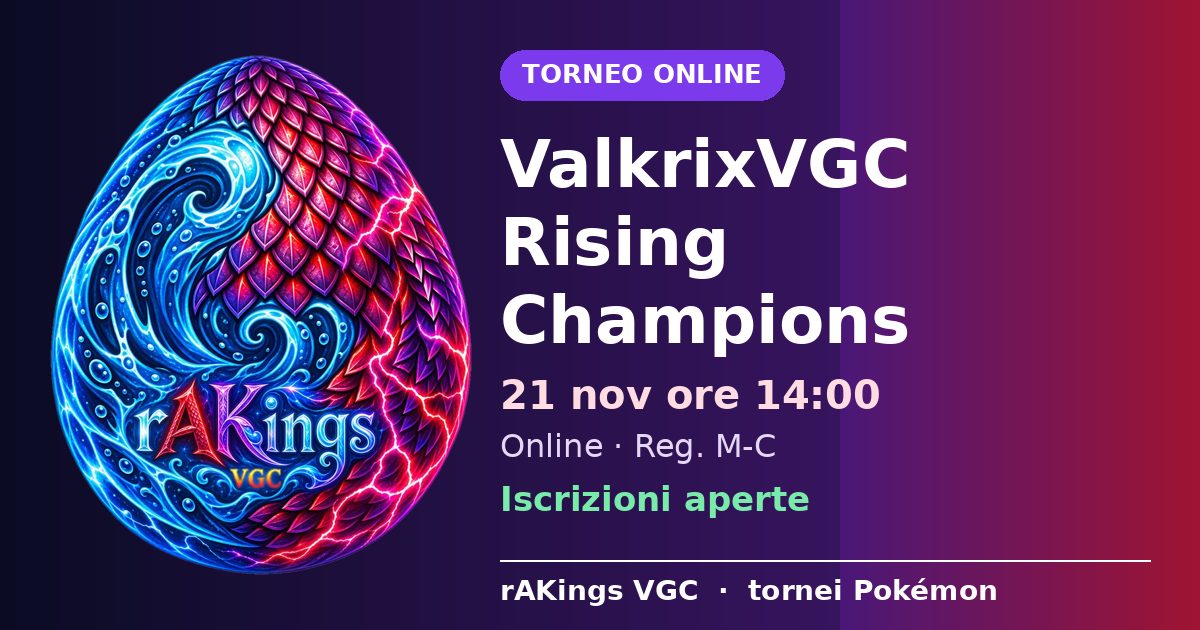 TORNEO ONLINE
ValkrixVGC
Rising
Champions
21 nov ore 14:00
Online · Reg. M-C
Iscrizioni aperte
rAKings
VGC
rAKings VGC · tornei Pokémon